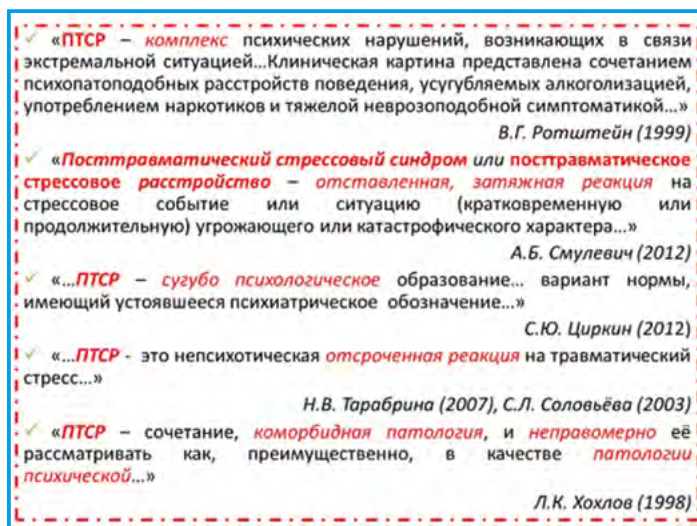 ✓ «ПТСР – комплекс психических нарушений, возникающих в связи
экстремальной ситуацией...Клиническая картина представлена сочетанием
психопатоподобных расстройств поведения, усугубляемых алкоголизацией,
употреблением наркотиков и тяжелой неврозоподобной симптоматикой...»
В.Г. Ротштейн (1999)
✓ «Посттравматический стрессовый синдром или посттравматическое
стрессовое расстройство – отставленная, затяжная реакция на
стрессовое событие или ситуацию (кратковременную или
продолжительную) угрожающего или катастрофического характера...»
А.Б. Смулевич (2012)
✓ «...ПТСР – сугубо психологическое образование... вариант нормы,
имеющий устоявшееся психиатрическое обозначение...»
С.Ю. Циркин (2012)
✓ «...ПТСР - это непсихотическая отсроченная реакция на травматический
стресс...»
Н.В. Тарабрина (2007), С.Л. Соловьёва (2003)
✓ «ПТСР – сочетание, коморбидная патология, и неправомерно её
рассматривать как, преимущественно, в качестве патологии
психической...»
Л.К. Хохлов (1998)